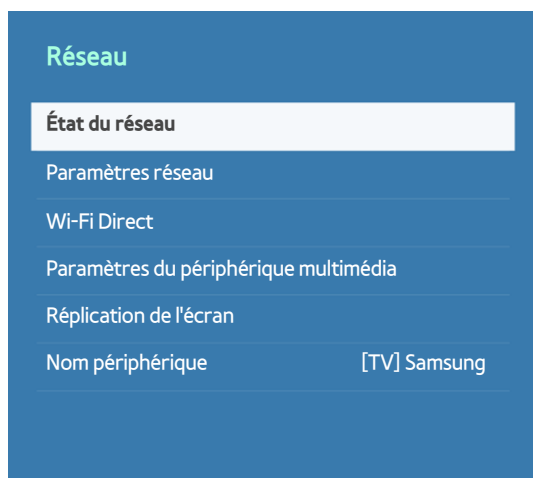 Réseau
État du réseau
Paramètres réseau
Wi-Fi Direct
Paramètres du périphérique multimédia
Réplication de l'écran
Nom périphérique [TV] Samsung